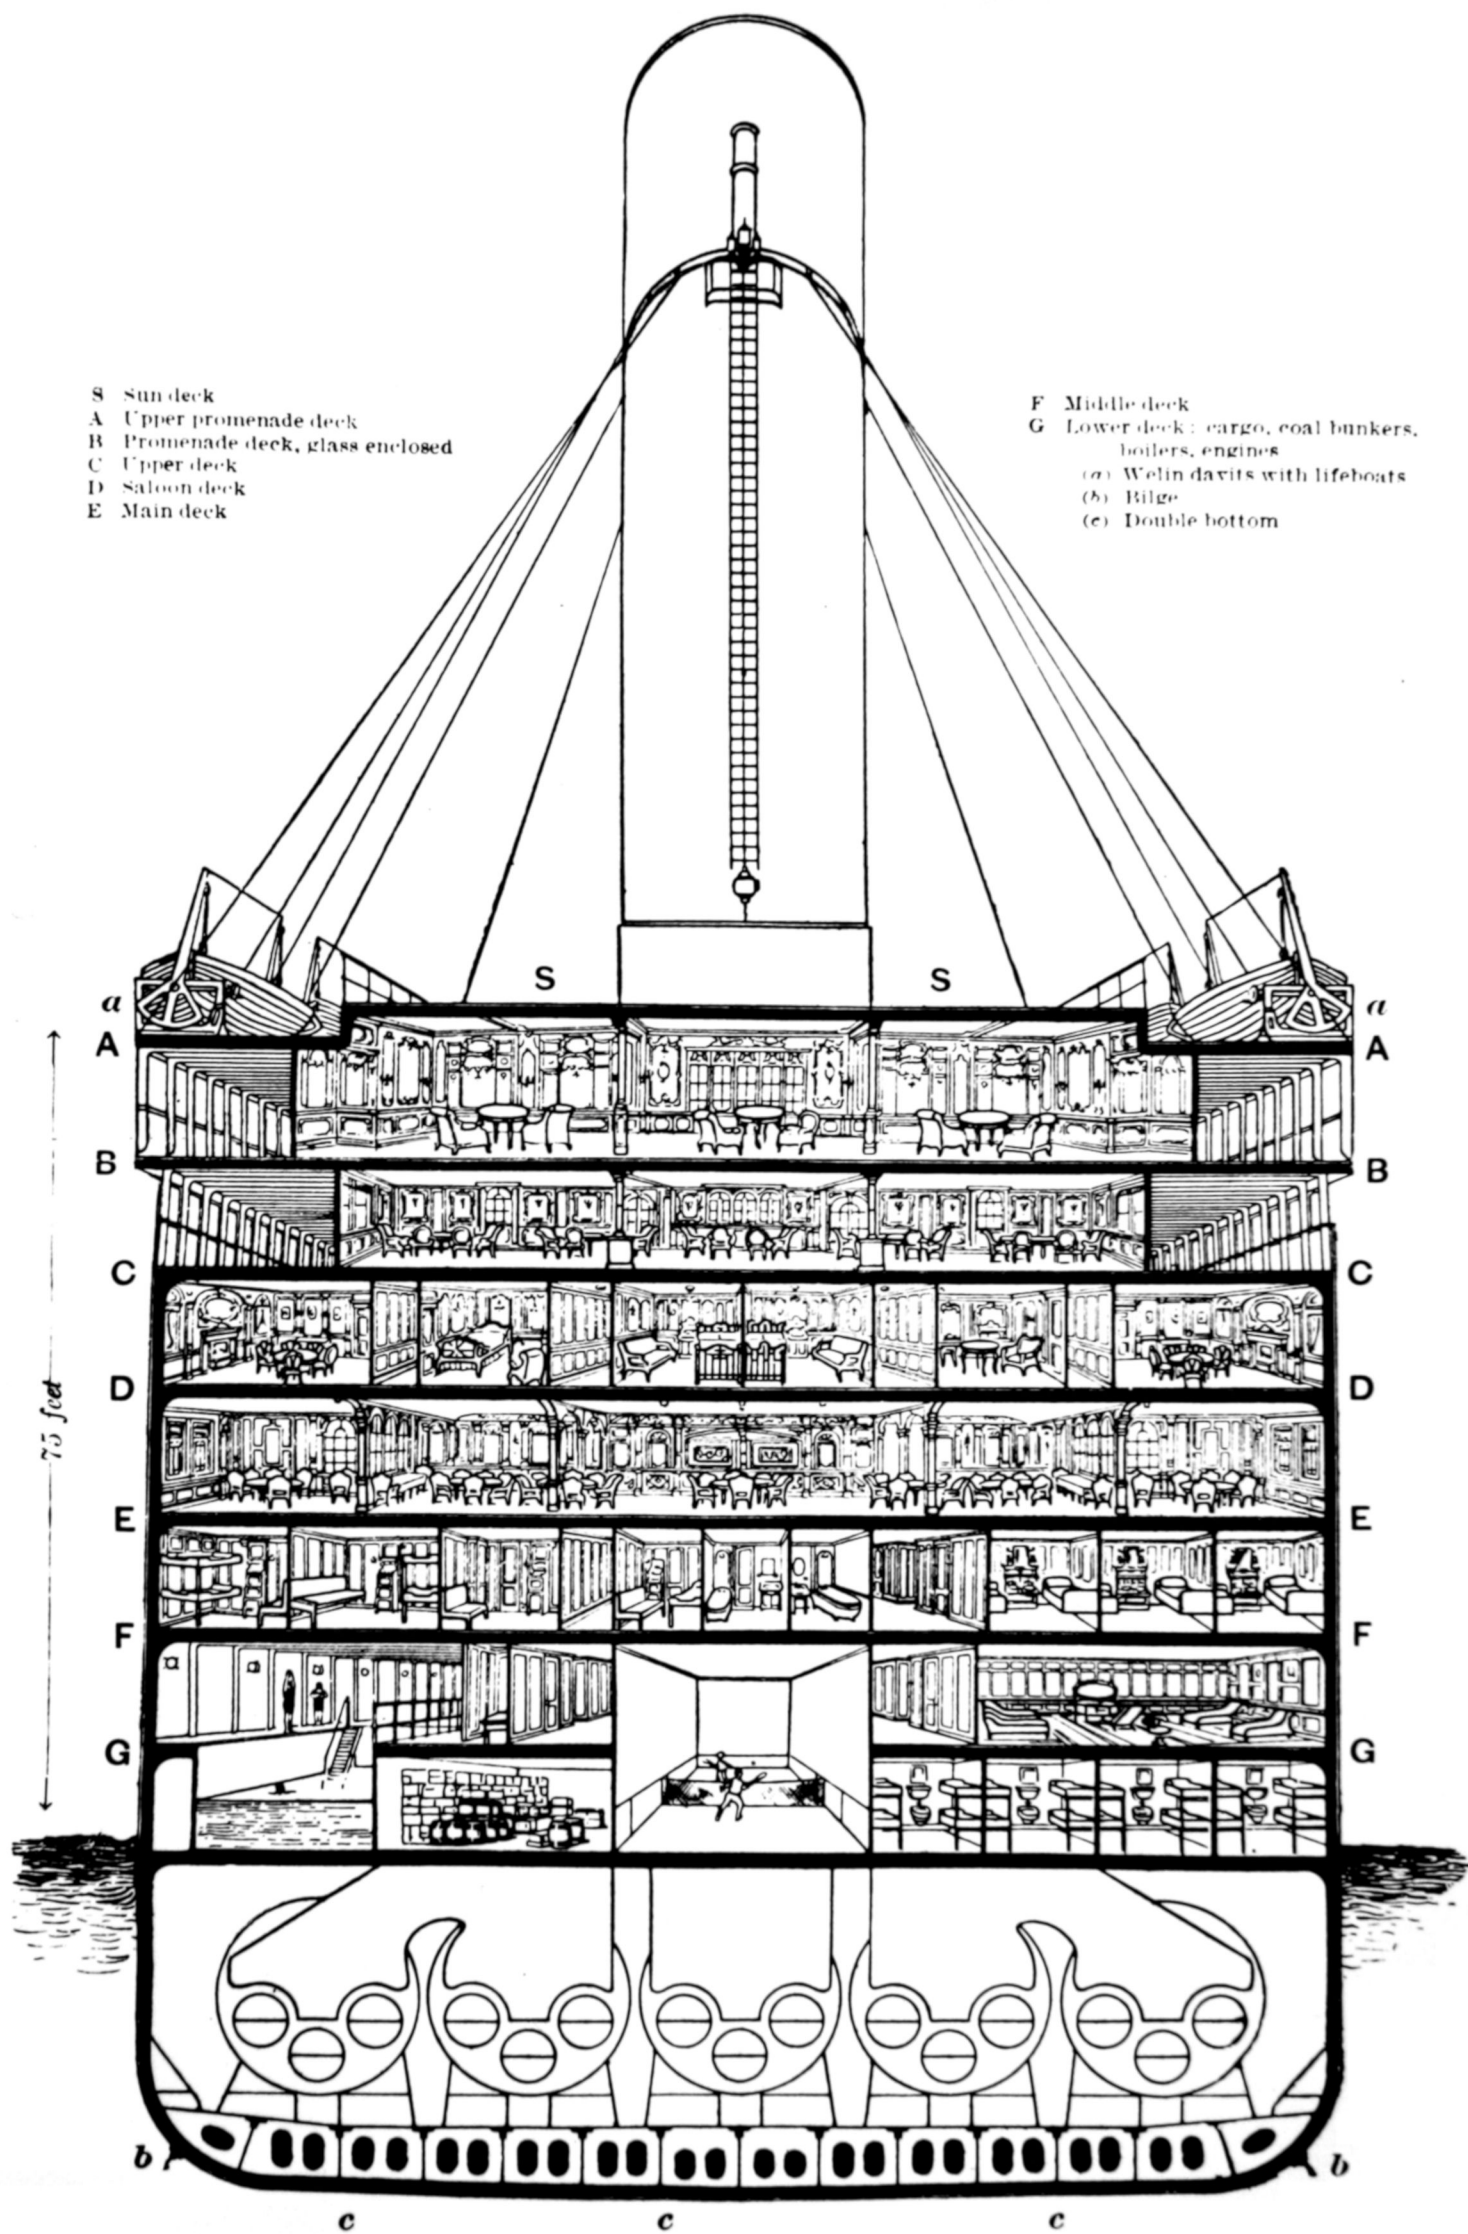 S Sun deck
A Upper promenade deck
B Promenade deck, glass enclosed
C Upper deck
D Saloon deck
E Main deck
F Middle deck
G Lower deck: cargo, coal bunkers,
boilers, engines
(a) Welin davits with lifeboats
(b) Bilge
(c) Double bottom
S S
a a
A A
B B
C C
D D
75 feet
E E
F F
G G
b b
c c c